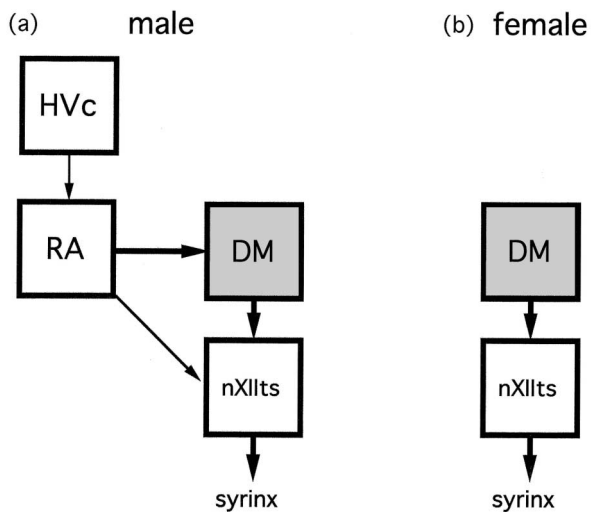 (a) male
HVc
RA
DM
nXIIts
syrinx
(b) female
DM
nXIIts
syrinx